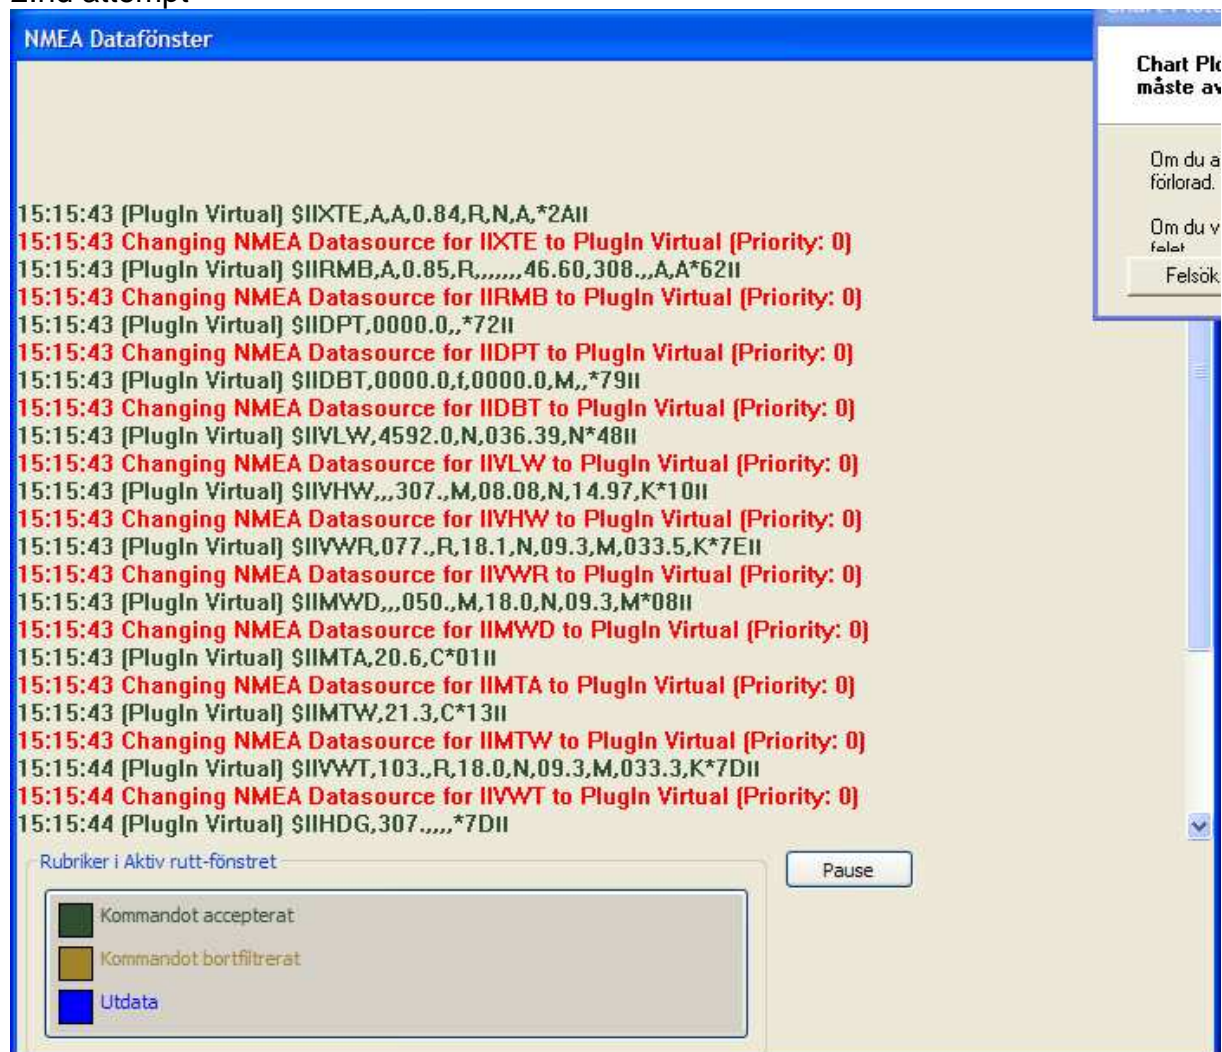 2:nd attempt
NMEA Datafönster
Chart
måste
Om du
förlorad.
Om du
felet
Felsök
15:15:43 (PlugIn Virtual) $IIXTE,A,A,0.84,R,N,A,*2A
15:15:43 Changing NMEA Datasource for IIXTE to PlugIn Virtual (Priority: 0)
15:15:43 (PlugIn Virtual) $IIRMB,A,0.85,R,,,,,,,46.60,308.,,A,A*62
15:15:43 Changing NMEA Datasource for IIRMB to PlugIn Virtual (Priority: 0)
15:15:43 (PlugIn Virtual) $IIDPT,0000.0,,*72
15:15:43 Changing NMEA Datasource for IIDPT to PlugIn Virtual (Priority: 0)
15:15:43 (PlugIn Virtual) $IIDBT,0000.0,f,0000.0,M,,*79
15:15:43 Changing NMEA Datasource for IIDBT to PlugIn Virtual (Priority: 0)
15:15:43 (PlugIn Virtual) $IIVLW,4592.0,N,036.39,N*48
15:15:43 Changing NMEA Datasource for IIVLW to PlugIn Virtual (Priority: 0)
15:15:43 (PlugIn Virtual) $IIVHW,,,307.,M,08.08,N,14.97,K*10
15:15:43 Changing NMEA Datasource for IIVHW to PlugIn Virtual (Priority: 0)
15:15:43 (PlugIn Virtual) $IIVWR,077.,R,18.1,N,09.3,M,033.5,K*7E
15:15:43 Changing NMEA Datasource for IIVWR to PlugIn Virtual (Priority: 0)
15:15:43 (PlugIn Virtual) $IIMWD,,,050.,M,18.0,N,09.3,M*08
15:15:43 Changing NMEA Datasource for IIMWD to PlugIn Virtual (Priority: 0)
15:15:43 (PlugIn Virtual) $IIMTA,20.6,C*01
15:15:43 Changing NMEA Datasource for IIMTA to PlugIn Virtual (Priority: 0)
15:15:43 (PlugIn Virtual) $IIMTW,21.3,C*13
15:15:43 Changing NMEA Datasource for IIMTW to PlugIn Virtual (Priority: 0)
15:15:44 (PlugIn Virtual) $IIVWT,103.,R,18.0,N,09.3,M,033.3,K*7D
15:15:44 Changing NMEA Datasource for IIVWT to PlugIn Virtual (Priority: 0)
15:15:44 (PlugIn Virtual) $IIHDG,307.,,,,*7D
Rubriker i Aktiv rutt-fönstret
Pause
Kommandot accepterat
Kommandot bortfiltrerat
Utdata